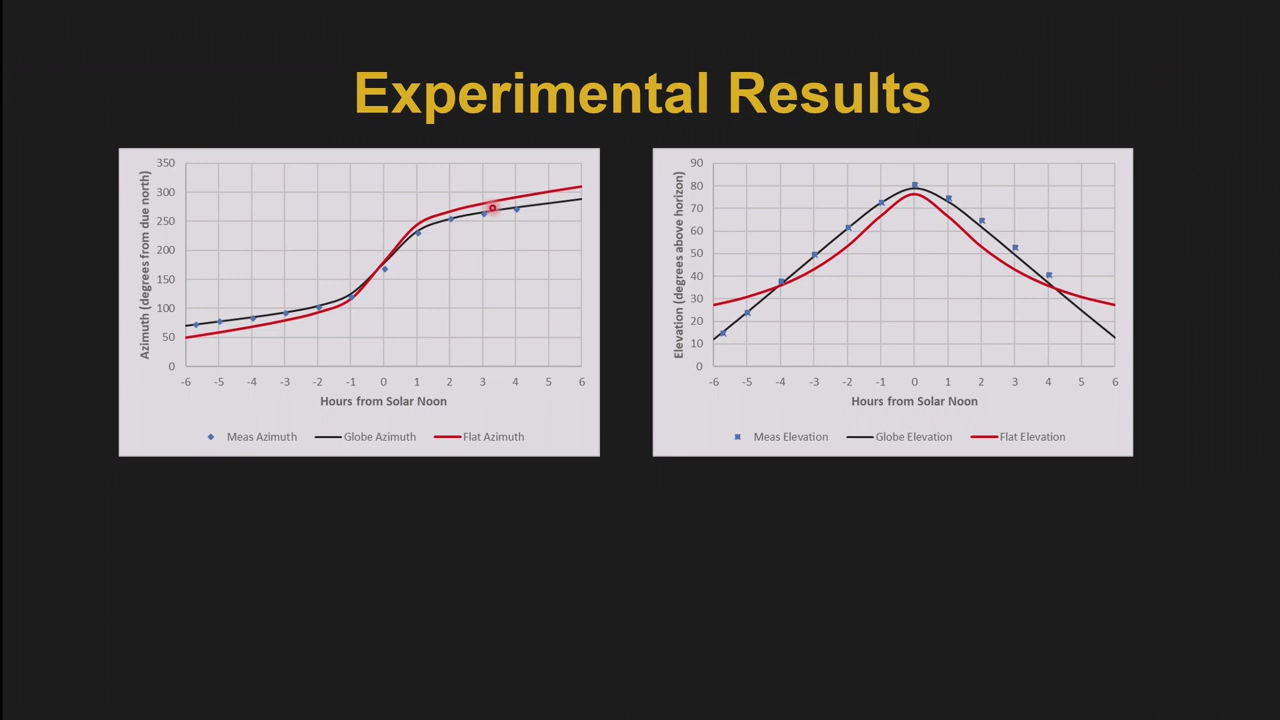 Experimental Results
Azimuth (degrees from due north)
350
300
250
200
150
100
50
0
-6 -5 -4 -3 -2 -1 0 1 2 3 4 5 6
Hours from Solar Noon
Meas Azimuth Globe Azimuth Flat Azimuth
Elevation (degrees above horizon)
90
80
70
60
50
40
30
20
10
0
-6 -5 -4 -3 -2 -1 0 1 2 3 4 5 6
Hours from Solar Noon
Meas Elevation Globe Elevation Flat Elevation